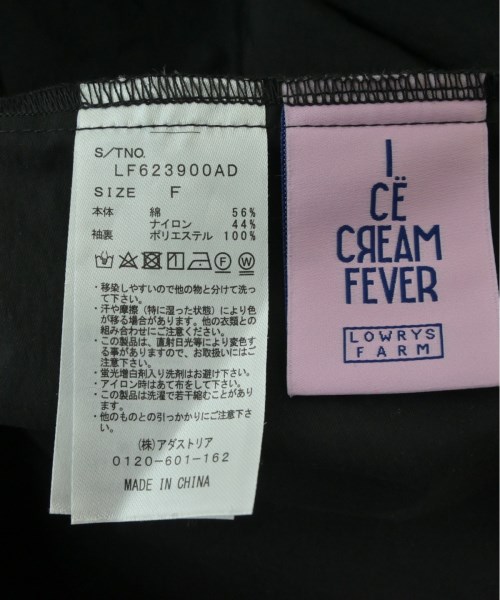 S/TNO.
LF623900AD
SIZE F
本体 綿 56%
ナイロン 44%
袖裏 ポリエステル 100%
・移染しやすいので他の物と分けて洗って下さい。
・汗や摩擦（特に湿った状態）により色が移る場合があります。他の衣類との組み合わせにご注意ください。
・この製品は、直射日光等により変色する事がありますので、お取扱いにはご注意下さい。
・蛍光増白剤入り洗剤はお避け下さい。
・アイロン時はあて布をして下さい。
・この製品は洗濯で若干縮むことがあります。
・他のものとの引っかかりにご注意下さい。
(株)アダストリア
0120-601-162
MADE IN CHINA
I
CË
CЯEAM
FEVER
LOWRYS
FARM